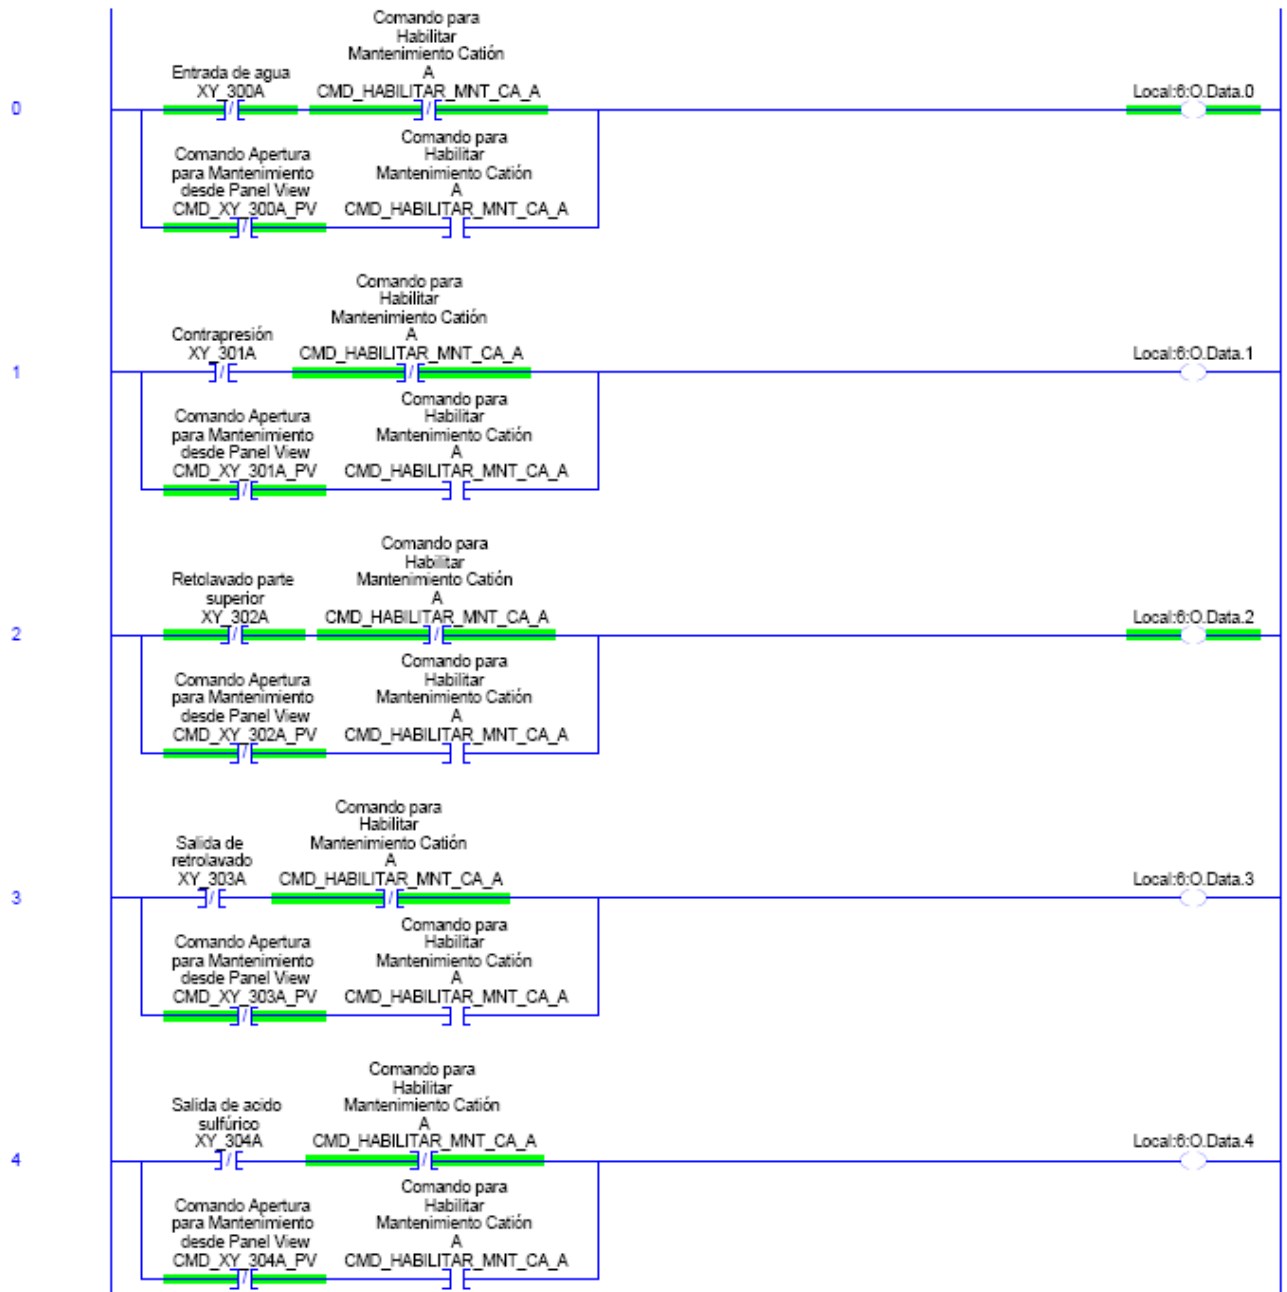 Comando para
Habilitar
Mantenimiento Catión
A
Entrada de agua
XY_300A
CMD_HABILITAR_MNT_CA_A
Local:6:O.Data.0
0
Comando Apertura
para Mantenimiento
desde Panel View
CMD_XY_300A_PV
Comando para
Habilitar
Mantenimiento Catión
A
CMD_HABILITAR_MNT_CA_A
Comando para
Habilitar
Mantenimiento Catión
A
Contrapresión
XY_301A
CMD_HABILITAR_MNT_CA_A
Local:6:O.Data.1
1
Comando Apertura
para Mantenimiento
desde Panel View
CMD_XY_301A_PV
Comando para
Habilitar
Mantenimiento Catión
A
CMD_HABILITAR_MNT_CA_A
Comando para
Habilitar
Mantenimiento Catión
A
Retolavado parte
superior
XY_302A
CMD_HABILITAR_MNT_CA_A
Local:6:O.Data.2
2
Comando Apertura
para Mantenimiento
desde Panel View
CMD_XY_302A_PV
Comando para
Habilitar
Mantenimiento Catión
A
CMD_HABILITAR_MNT_CA_A
Comando para
Habilitar
Mantenimiento Catión
A
Salida de
retrolavado
XY_303A
CMD_HABILITAR_MNT_CA_A
Local:6:O.Data.3
3
Comando Apertura
para Mantenimiento
desde Panel View
CMD_XY_303A_PV
Comando para
Habilitar
Mantenimiento Catión
A
CMD_HABILITAR_MNT_CA_A
Comando para
Habilitar
Mantenimiento Catión
A
Salida de acido
sulfúrico
XY_304A
CMD_HABILITAR_MNT_CA_A
Local:6:O.Data.4
4
Comando Apertura
para Mantenimiento
desde Panel View
CMD_XY_304A_PV
Comando para
Habilitar
Mantenimiento Catión
A
CMD_HABILITAR_MNT_CA_A